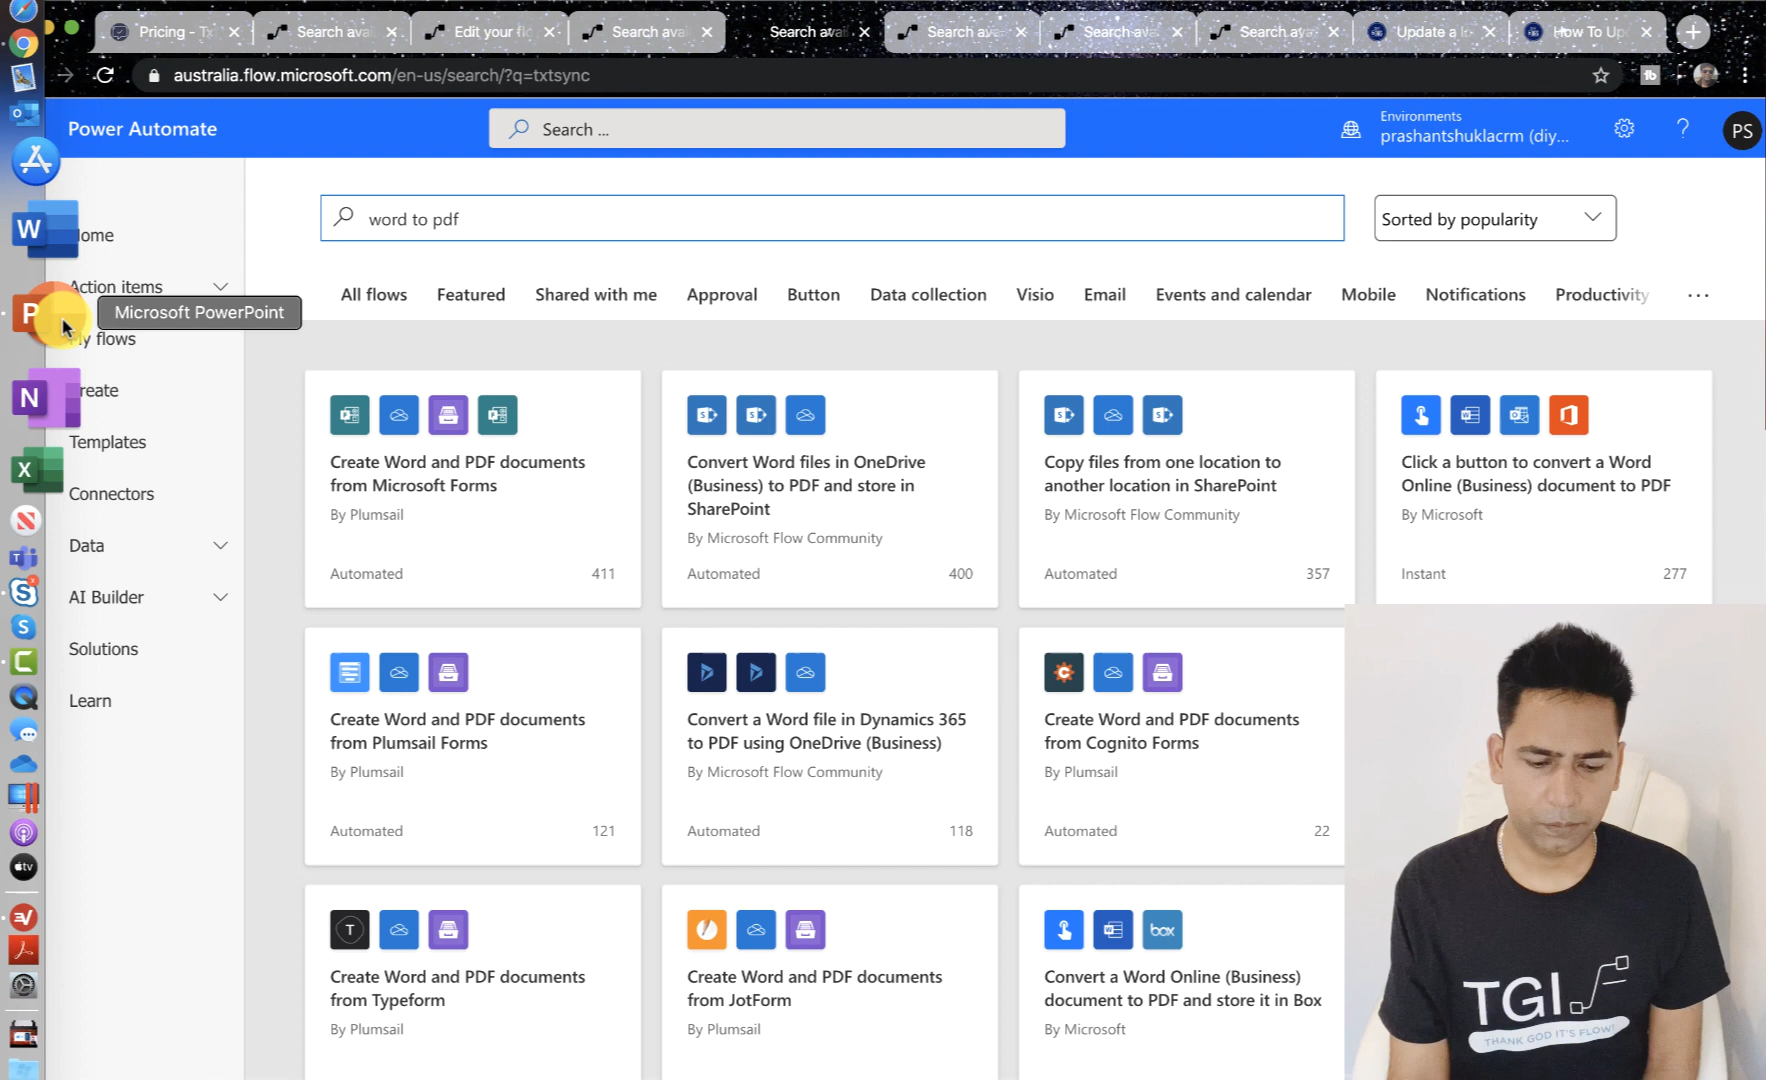 Pricing - Tx
Search avai
Edit your flo
Search avai
Search avai
Search ava
Search ava
Search ava
Update a
How To Up
australia.flow.microsoft.com/en-us/search/?q=txtsync
Power Automate
Search ...
Environments
prashantshuklacrm (diy...
PS
word to pdf
Sorted by popularity
ome
Action items
Microsoft PowerPoint
My flows
reate
Templates
Connectors
Data
AI Builder
Solutions
Learn
All flows
Featured
Shared with me
Approval
Button
Data collection
Visio
Email
Events and calendar
Mobile
Notifications
Productivity
Create Word and PDF documents
from Microsoft Forms
By Plumsail
Automated
411
Convert Word files in OneDrive
(Business) to PDF and store in
SharePoint
By Microsoft Flow Community
Automated
400
Copy files from one location to
another location in SharePoint
By Microsoft Flow Community
Automated
357
Click a button to convert a Word
Online (Business) document to PDF
By Microsoft
Instant
277
Create Word and PDF documents
from Plumsail Forms
By Plumsail
Automated
121
Convert a Word file in Dynamics 365
to PDF using OneDrive (Business)
By Microsoft Flow Community
Automated
118
Create Word and PDF documents
from Cognito Forms
By Plumsail
Automated
22
Create Word and PDF documents
from Typeform
By Plumsail
Create Word and PDF documents
from JotForm
By Plumsail
box
Convert a Word Online (Business)
document to PDF and store it in Box
By Microsoft
TGI
THANK GOD IT'S FLOW!